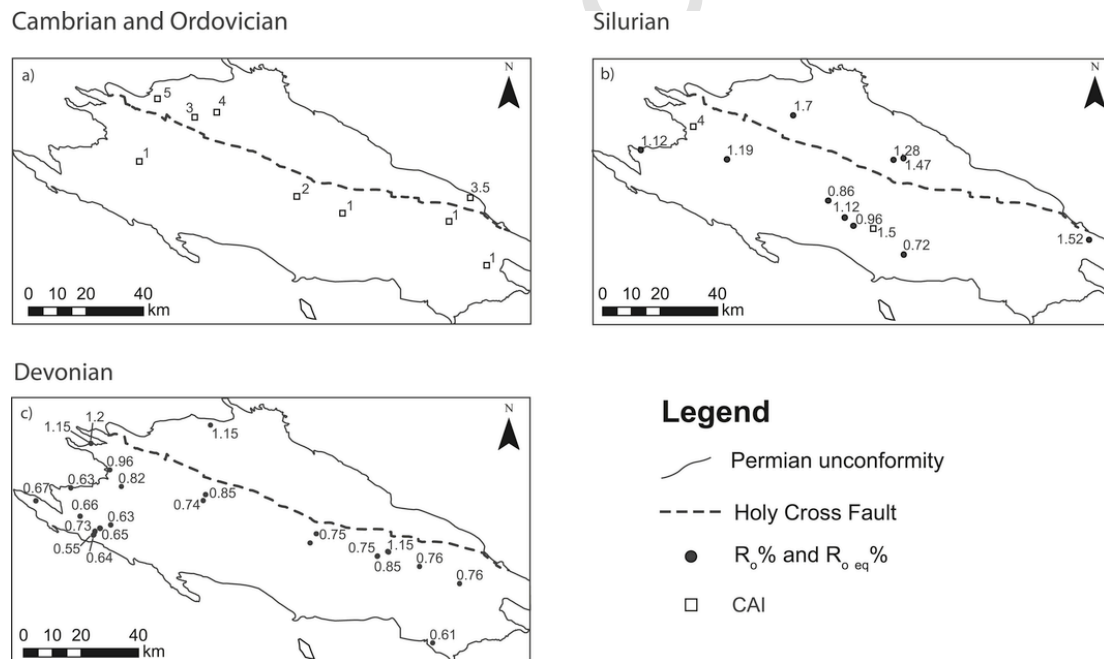 Cambrian and Ordovician
a)
N
5
3
4
1
2
1
3.5
1
1
0 10 20 40
km
Silurian
b)
N
1.7
4
1.12
1.19
1.28
1.47
0.86
1.12
0.96
1.5
0.72
1.52
0 10 20 40
km
Devonian
c)
N
1.2
1.15
1.15
0.96
0.63
0.82
0.67
0.85
0.74
0.66
0.63
0.73
0.65
0.55
0.64
0.75
0.75
1.15
0.85
0.76
0.76
0.61
0 10 20 40
km
Legend
Permian unconformity
Holy Cross Fault
Ro% and Ro eq%
CAI